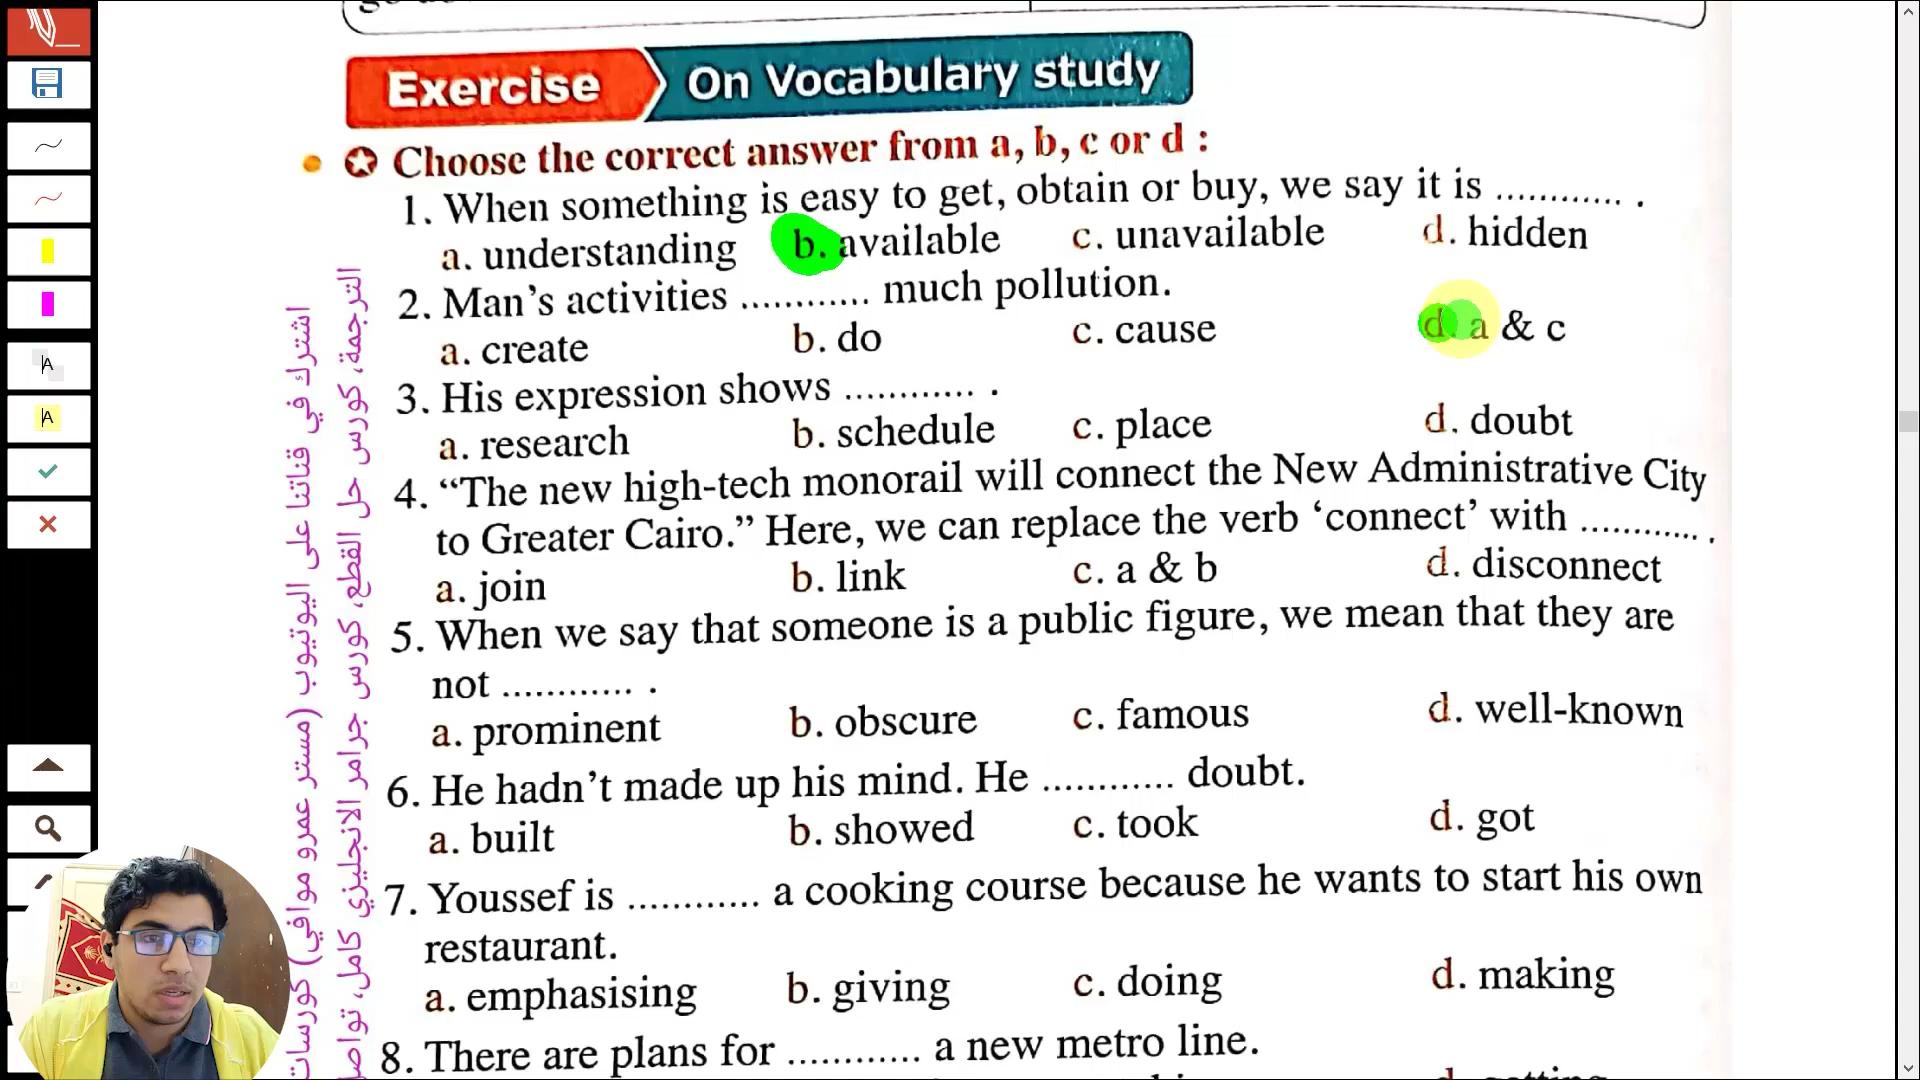 Exercise
On Vocabulary study
Choose the correct answer from a, b, c or d :
1. When something is easy to get, obtain or buy, we say it is ............ .
a. understanding b. available c. unavailable d. hidden
2. Man's activities ............ much pollution.
a. create b. do c. cause d. a & c
3. His expression shows ............ .
a. research b. schedule c. place d. doubt
4. “The new high-tech monorail will connect the New Administrative City
to Greater Cairo.” Here, we can replace the verb ‘connect’ with ............ .
a. join b. link c. a & b d. disconnect
5. When we say that someone is a public figure, we mean that they are
not ............ .
a. prominent b. obscure c. famous d. well-known
6. He hadn't made up his mind. He ............ doubt.
a. built b. showed c. took d. got
7. Youssef is ............ a cooking course because he wants to start his own
restaurant.
a. emphasising b. giving c. doing d. making
8. There are plans for ............ a new metro line.
اشترك في قناتنا على اليوتيوب (مستر عمرو موافي) كورسات
الترجمة، كورس حل القطع، كورس جرامر الانجليزي كامل،
A
A